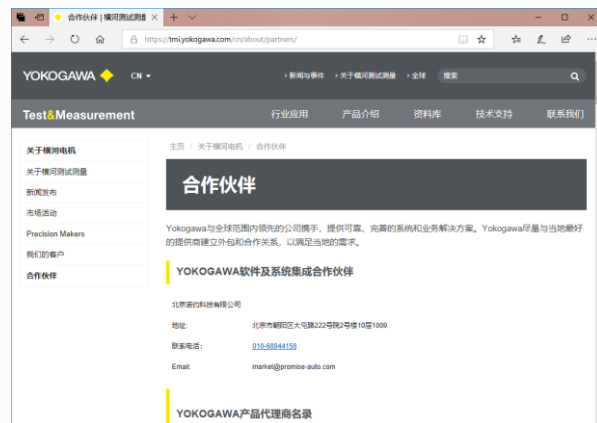 合作伙伴 | 横河测试测量
https://tmi.yokogawa.com/cn/about/partners/
YOKOGAWA CN
新闻与事件 关于横河测试测量 全球 搜索
Test&Measurement 行业应用 产品介绍 资料库 技术支持 联系我们
关于横河电机
关于横河测试测量
新闻发布
市场活动
Precision Makers
我们的客户
合作伙伴
主页 / 关于横河电机 / 合作伙伴
合作伙伴
Yokogawa与全球范围内领先的公司携手，提供可靠、完善的系统和业务解决方案。Yokogawa尽量与当地最好
的提供商建立外包和合作关系，以满足当地的需求。
YOKOGAWA软件及系统集成合作伙伴
北京诺约科技有限公司
地址: 北京市朝阳区大屯路222号院2号楼10层1009
联系电话: 010-68944158
Email: market@promise-auto.com
YOKOGAWA产品代理商名录